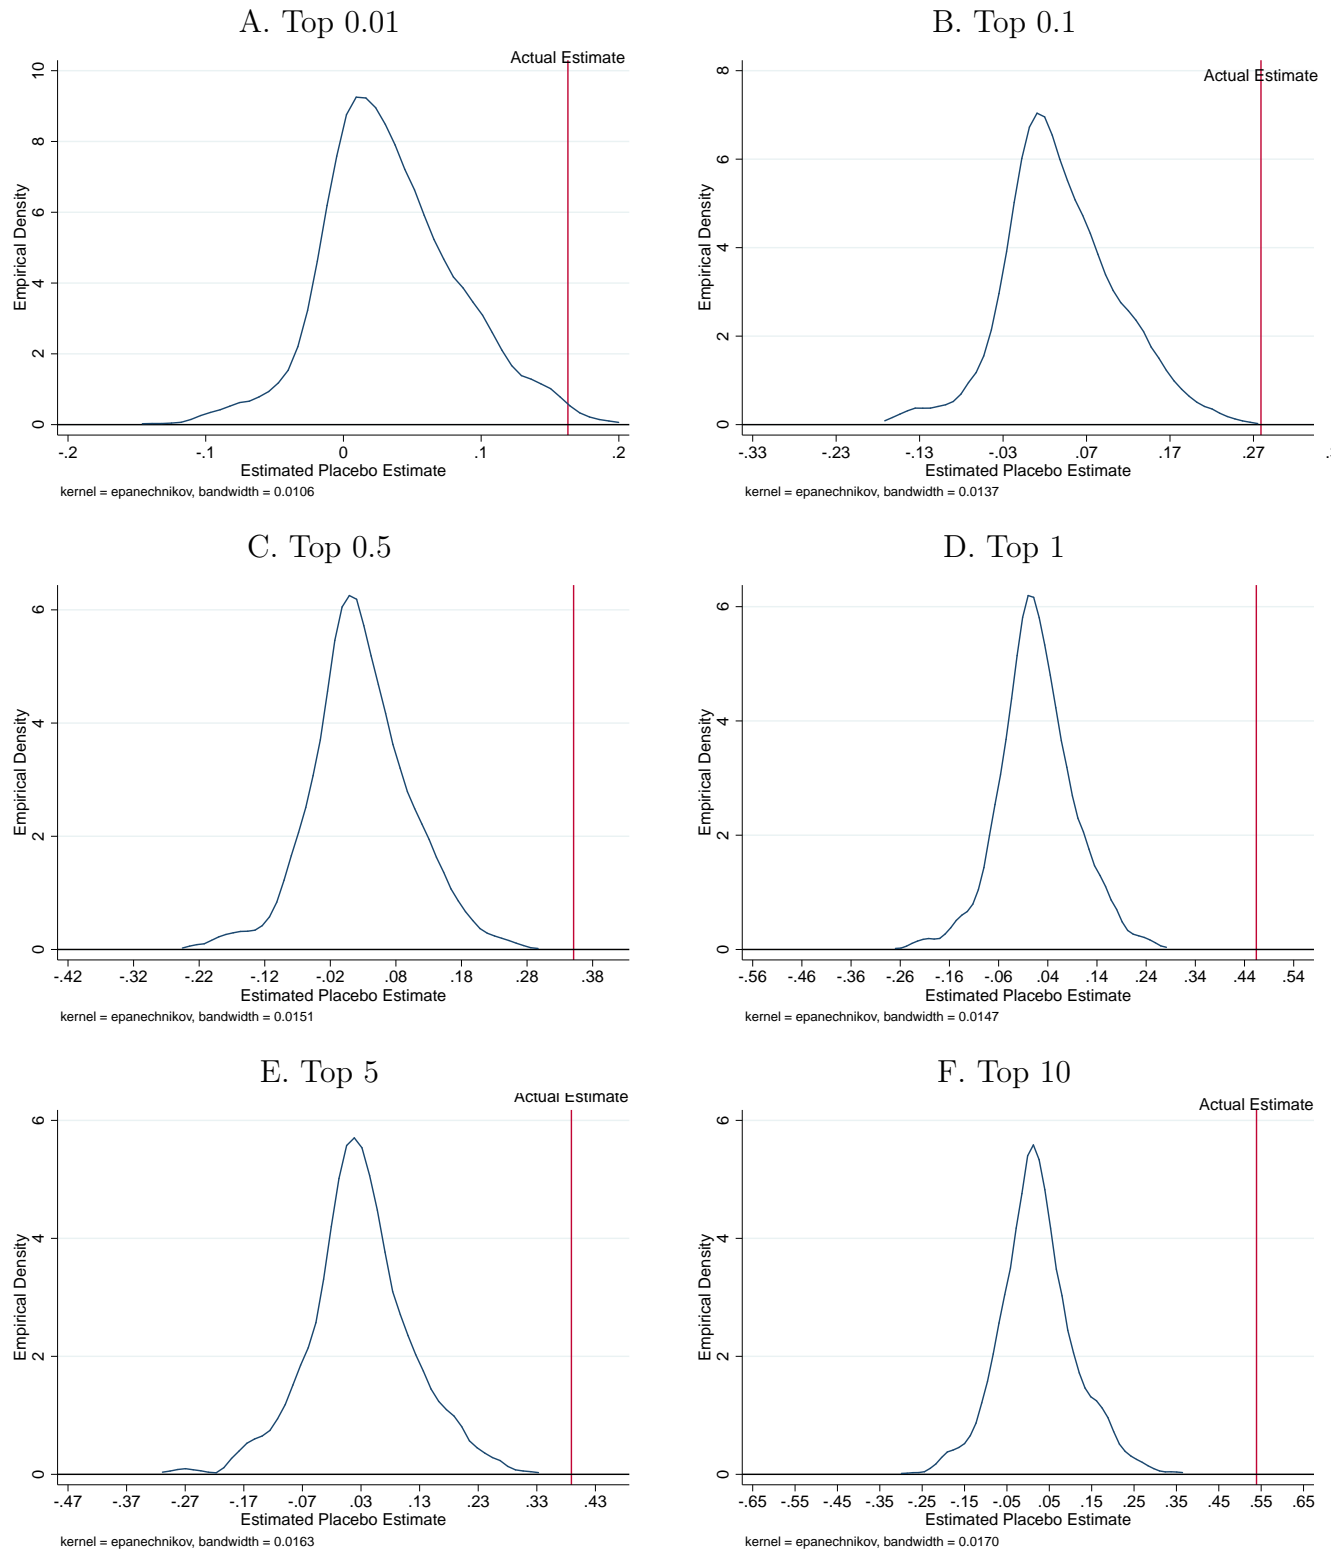 A. Top 0.01
Actual Estimate
Empirical Density
10
8
6
4
2
0
-.2 -.1 0 .1 .2
Estimated Placebo Estimate
kernel = epanechnikov, bandwidth = 0.0106
B. Top 0.1
Actual Estimate
Empirical Density
8
6
4
2
0
-.33 -.23 -.13 -.03 .07 .17 .27
Estimated Placebo Estimate
kernel = epanechnikov, bandwidth = 0.0137
C. Top 0.5
Empirical Density
6
4
2
0
-.42 -.32 -.22 -.12 -.02 .08 .18 .28 .38
Estimated Placebo Estimate
kernel = epanechnikov, bandwidth = 0.0151
D. Top 1
Empirical Density
6
4
2
0
-.56 -.46 -.36 -.26 -.16 -.06 .04 .14 .24 .34 .44 .54
Estimated Placebo Estimate
kernel = epanechnikov, bandwidth = 0.0147
E. Top 5
Actual Estimate
Empirical Density
6
4
2
0
-.47 -.37 -.27 -.17 -.07 .03 .13 .23 .33 .43
Estimated Placebo Estimate
kernel = epanechnikov, bandwidth = 0.0163
F. Top 10
Actual Estimate
Empirical Density
6
4
2
0
-.65 -.55 -.45 -.35 -.25 -.15 -.05 .05 .15 .25 .35 .45 .55 .65
Estimated Placebo Estimate
kernel = epanechnikov, bandwidth = 0.0170